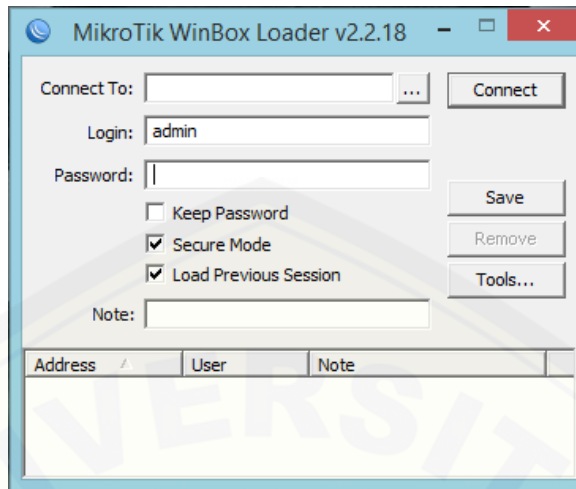 MikroTik WinBox Loader v2.2.18
Connect To: ... Connect
Login: admin
Password:
Keep Password Save
Secure Mode Remove
Load Previous Session Tools...
Note:
Address User Note
VERSIT